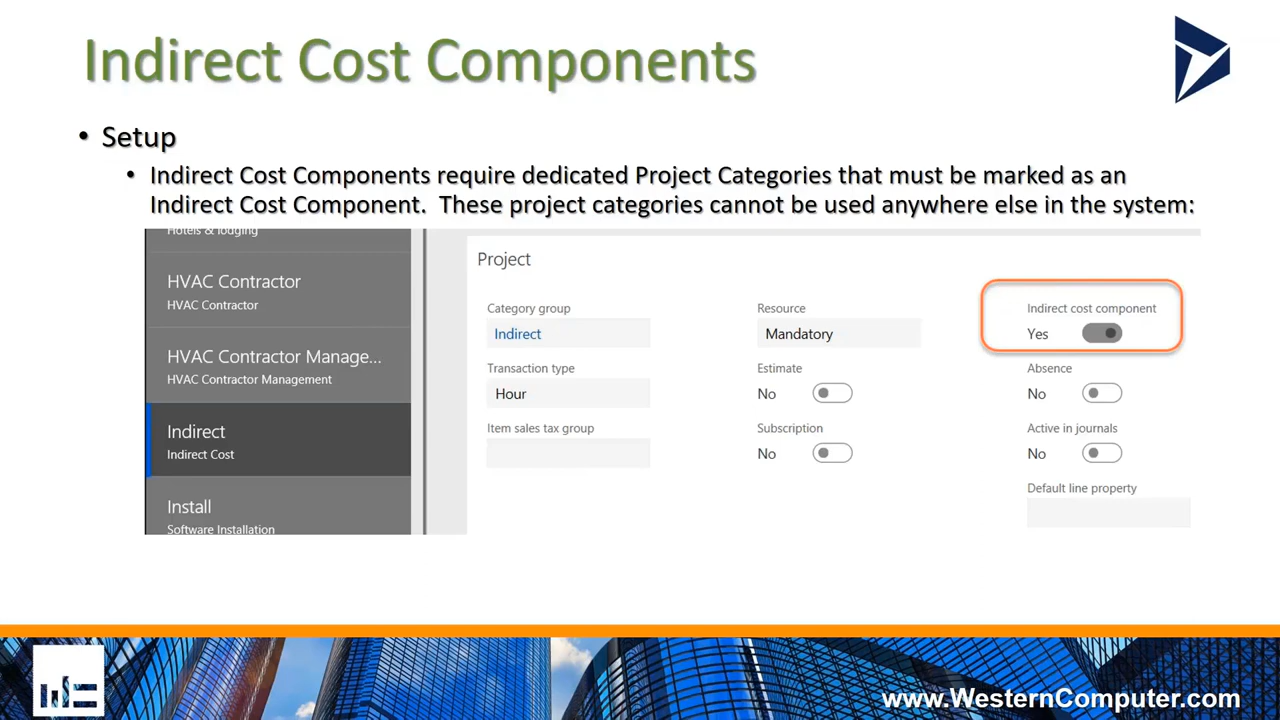 Indirect Cost Components
• Setup
• Indirect Cost Components require dedicated Project Categories that must be marked as an
Indirect Cost Component.  These project categories cannot be used anywhere else in the system:
Hotels & lodging
HVAC Contractor
HVAC Contractor
HVAC Contractor Manage...
HVAC Contractor Management
Indirect
Indirect Cost
Install
Software Installation
Project
Category group
Indirect
Transaction type
Hour
Item sales tax group
Resource
Mandatory
Estimate
No
Subscription
No
Indirect cost component
Yes
Absence
No
Active in journals
No
Default line property
www.WesternComputer.com